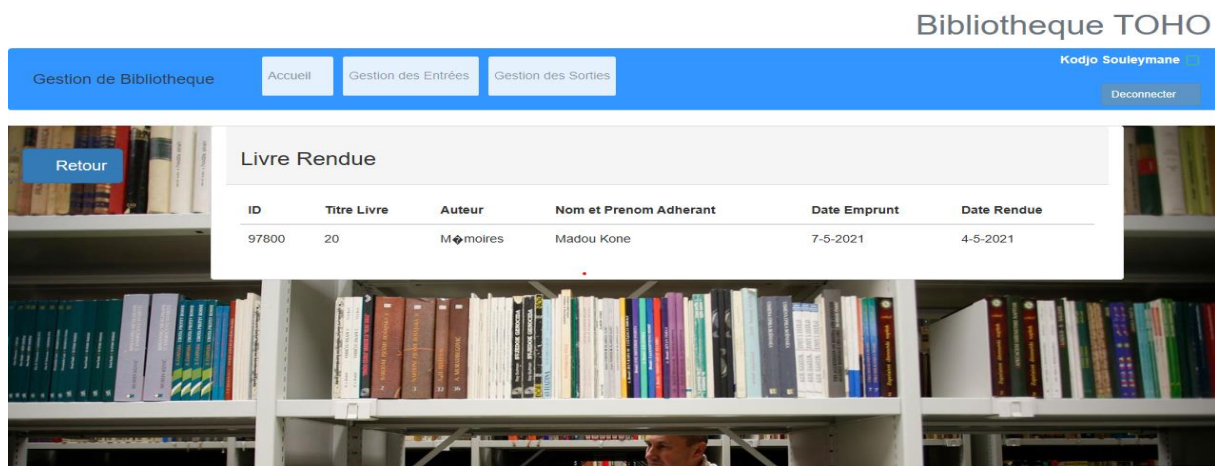 Bibliotheque TOHO
Gestion de Bibliotheque Accueil Gestion des Entrées Gestion des Sorties Kodjo Souleymane
Deconnecter
Retour
Livre Rendue
ID Titre Livre Auteur Nom et Prenom Adherant Date Emprunt Date Rendue
97800 20 M�moires Madou Kone 7-5-2021 4-5-2021